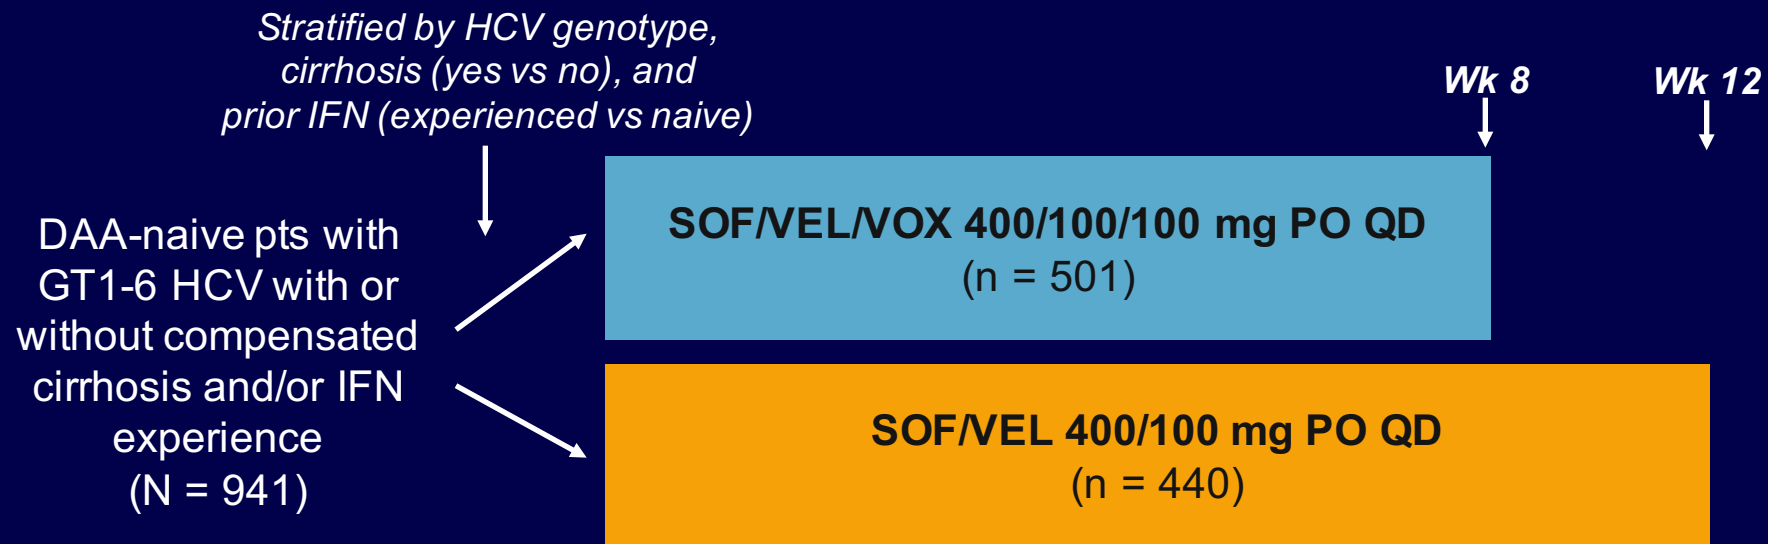 Stratified by HCV genotype,
cirrhosis (yes vs no), and
prior IFN (experienced vs naive)
Wk 8
Wk 12
DAA-naive pts with
GT1-6 HCV with or
without compensated
cirrhosis and/or IFN
experience
(N = 941)
SOF/VEL/VOX 400/100/100 mg PO QD
(n = 501)
SOF/VEL 400/100 mg PO QD
(n = 440)